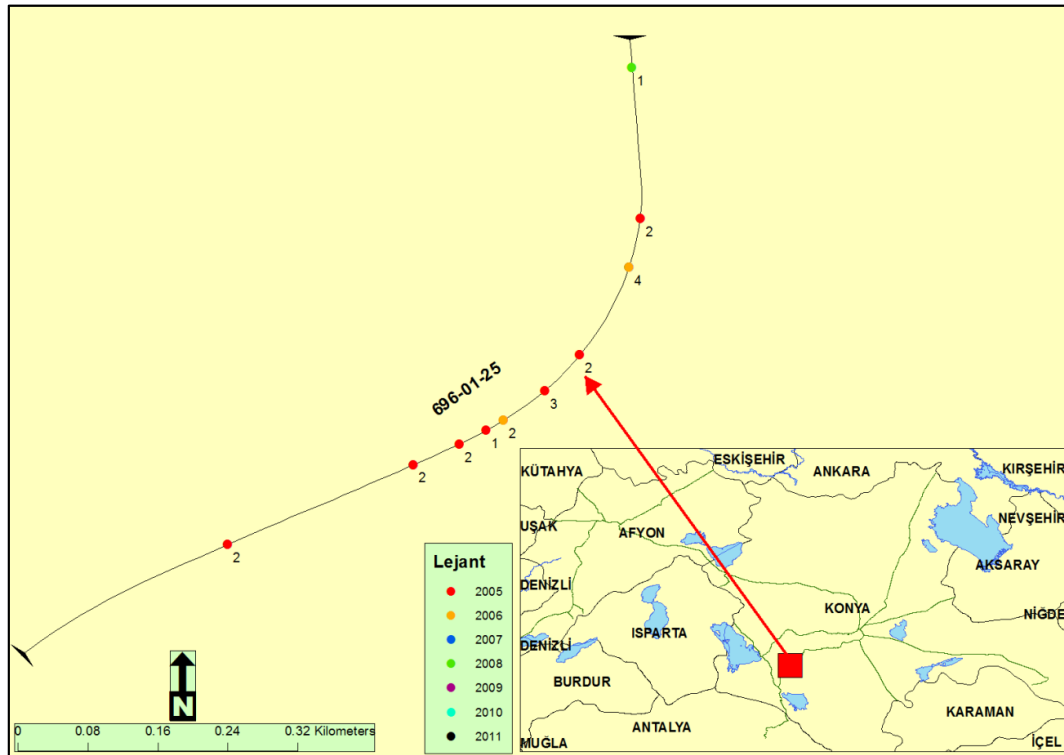 1
2
4
2
696-01-25
3
2
1
2
2
2
Lejant
2005
2006
2007
2008
2009
2010
2011
N
0 0.08 0.16 0.24 0.32 Kilometers
ESKİŞEHİR
KÜTAHYA
ANKARA
KIRŞEHİR
NEVŞEHİR
UŞAK
AFYON
AKSARAY
DENİZLİ
KONYA
NİĞDE
ISPARTA
DENİZLİ
BURDUR
KARAMAN
ANTALYA
MUĞLA
İÇEL